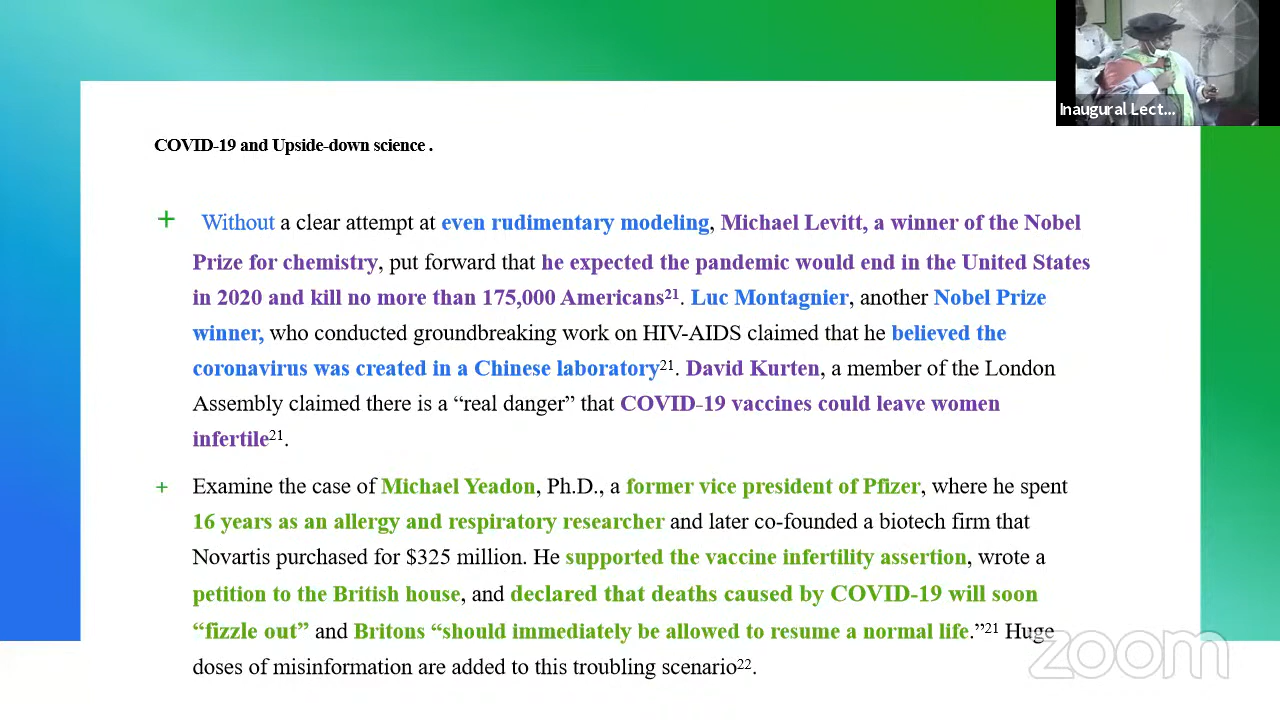 Inaugural Lect...
COVID-19 and Upside-down science .
+ Without a clear attempt at even rudimentary modeling, Michael Levitt, a winner of the Nobel
Prize for chemistry, put forward that he expected the pandemic would end in the United States
in 2020 and kill no more than 175,000 Americans²¹. Luc Montagnier, another Nobel Prize
winner, who conducted groundbreaking work on HIV-AIDS claimed that he believed the
coronavirus was created in a Chinese laboratory²¹. David Kurten, a member of the London
Assembly claimed there is a “real danger” that COVID-19 vaccines could leave women
infertile²¹.
+ Examine the case of Michael Yeadon, Ph.D., a former vice president of Pfizer, where he spent
16 years as an allergy and respiratory researcher and later co-founded a biotech firm that
Novartis purchased for $325 million. He supported the vaccine infertility assertion, wrote a
petition to the British house, and declared that deaths caused by COVID-19 will soon
“fizzle out” and Britons “should immediately be allowed to resume a normal life.”²¹ Huge
doses of misinformation are added to this troubling scenario²².
zoom